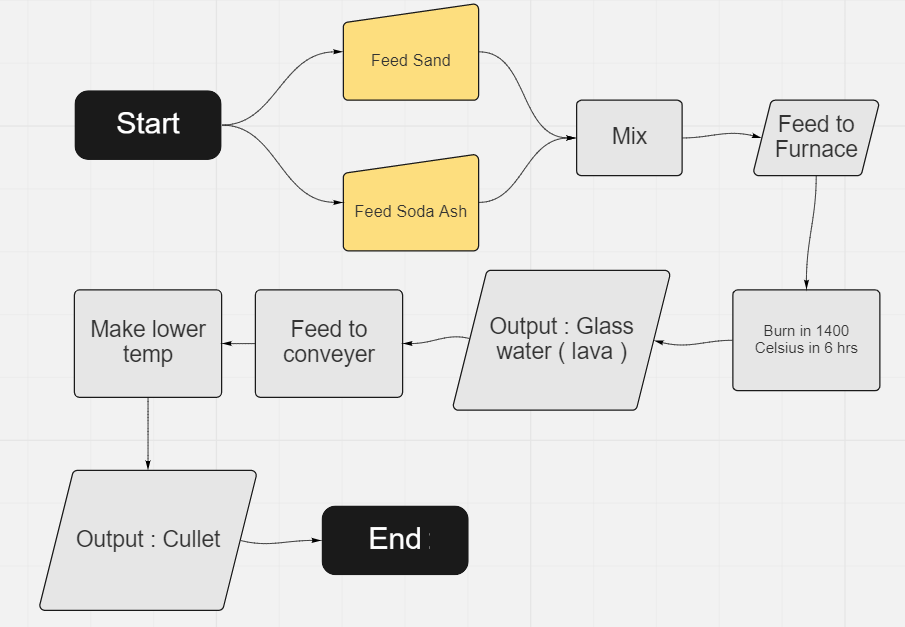 Start
Feed Sand
Feed Soda Ash
Mix
Feed to
Furnace
Burn in 1400
Celsius in 6 hrs
Output : Glass
water ( lava )
Feed to
conveyer
Make lower
temp
Output : Cullet
End